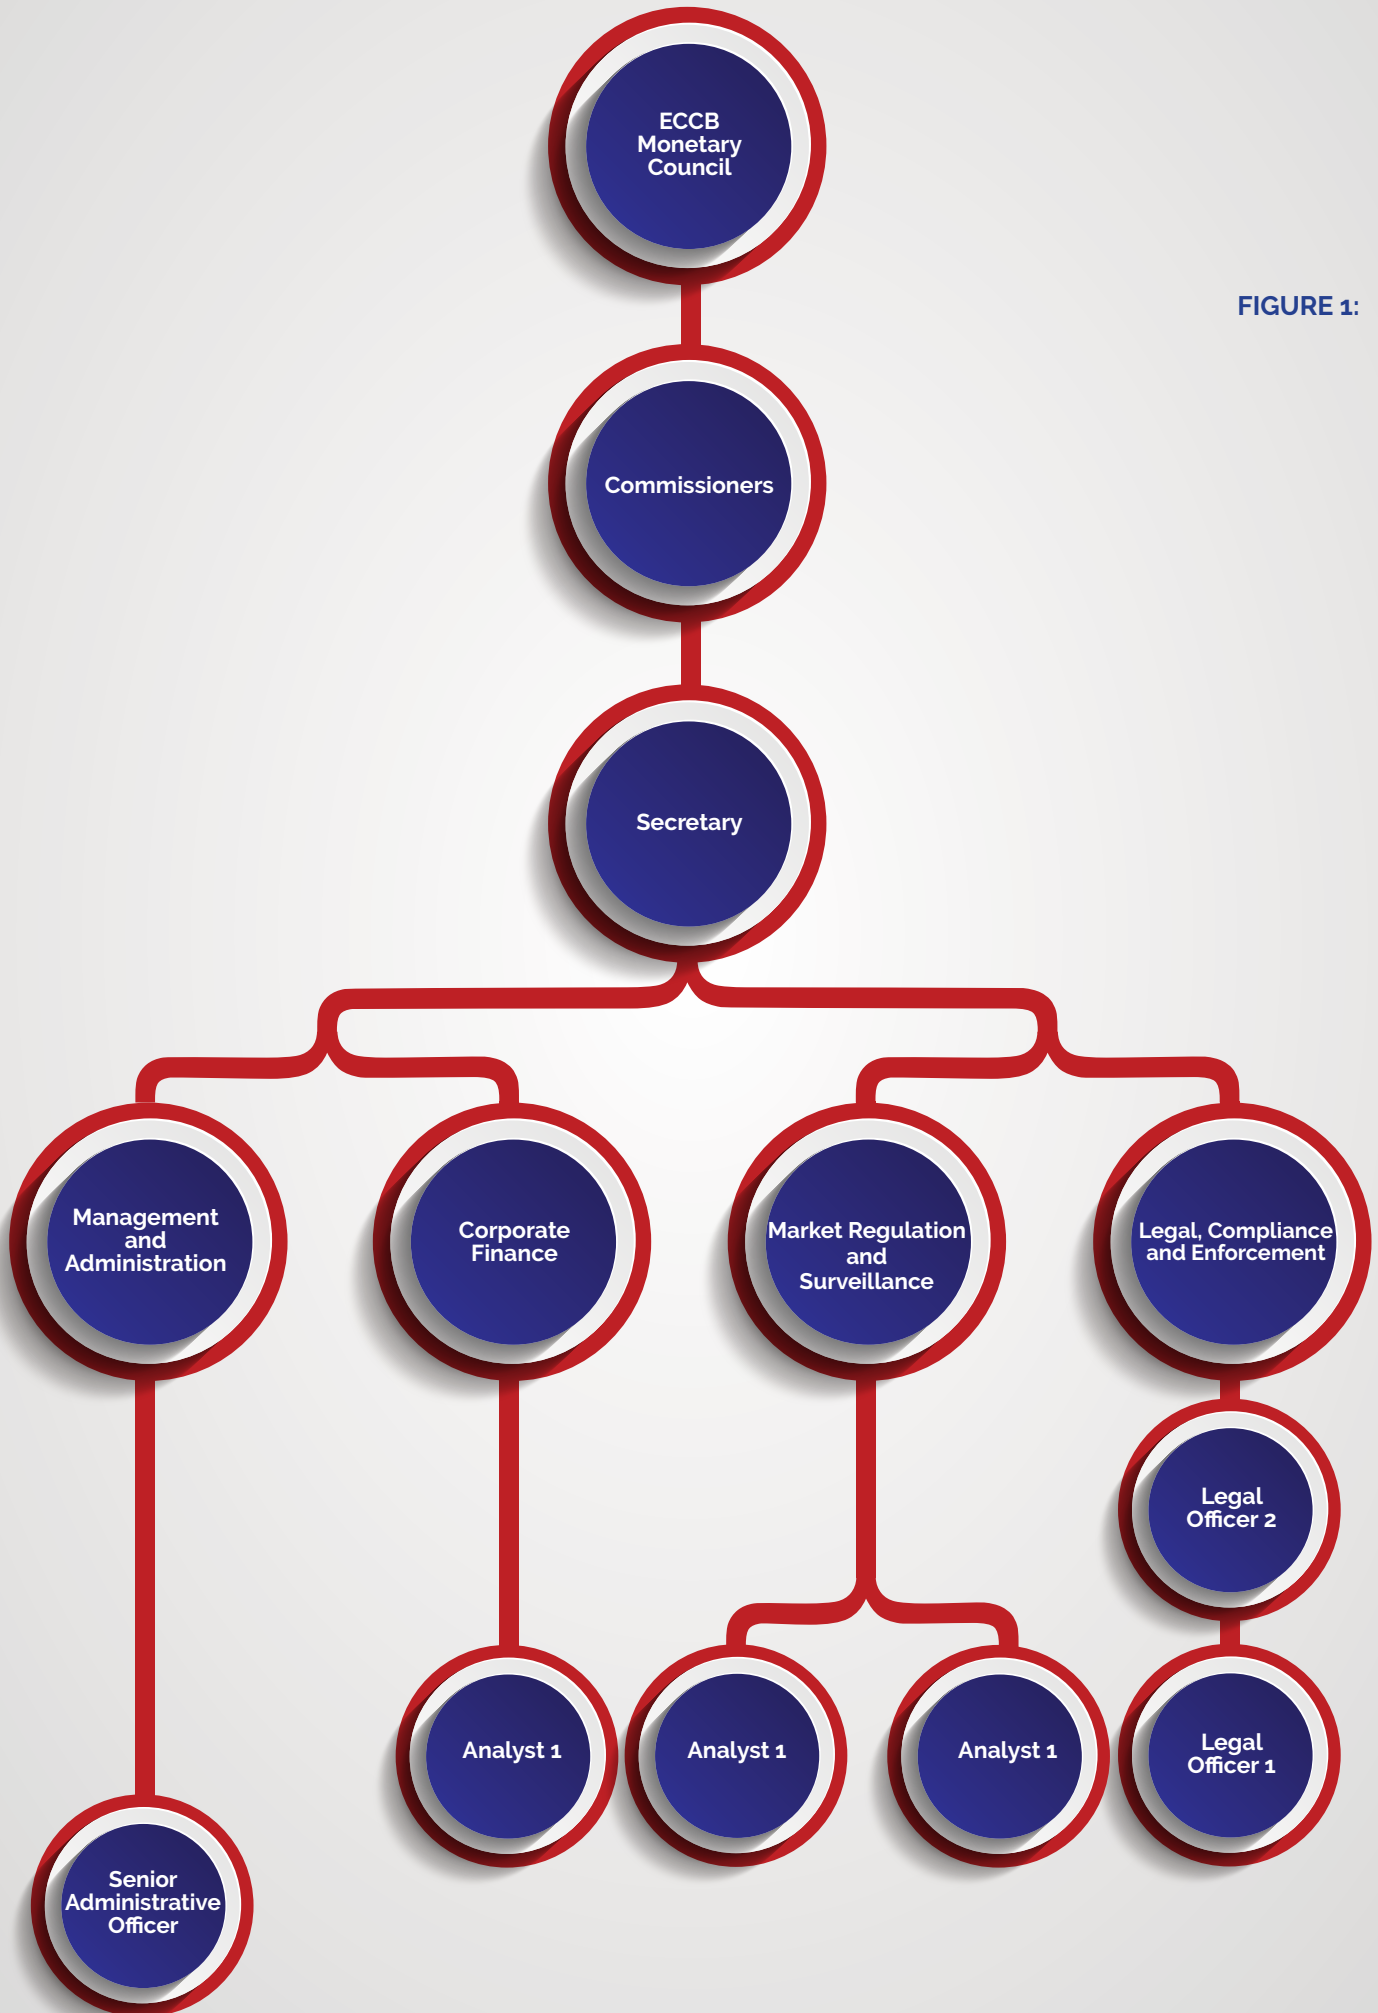 ECCB
Monetary
Council
FIGURE 1:
Commissioners
Secretary
Management
and
Administration
Corporate
Finance
Market Regulation
and
Surveillance
Legal, Compliance
and Enforcement
Legal
Officer 2
Analyst 1
Analyst 1
Analyst 1
Legal
Officer 1
Senior
Administrative
Officer